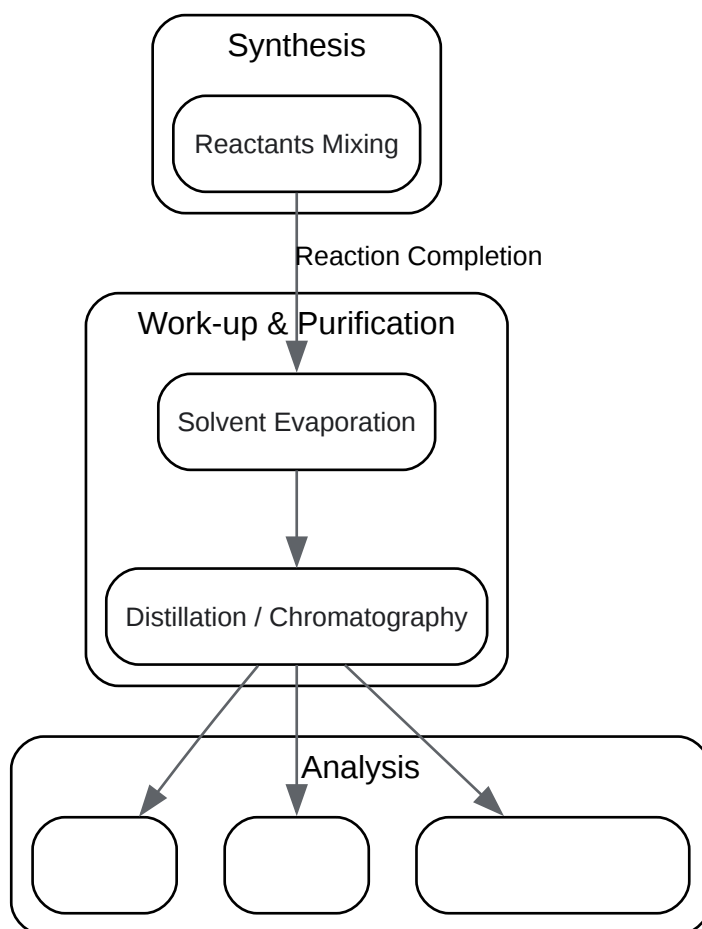 Synthesis
Reactants Mixing
Reaction Completion
Work-up & Purification
Solvent Evaporation
Distillation / Chromatography
Analysis